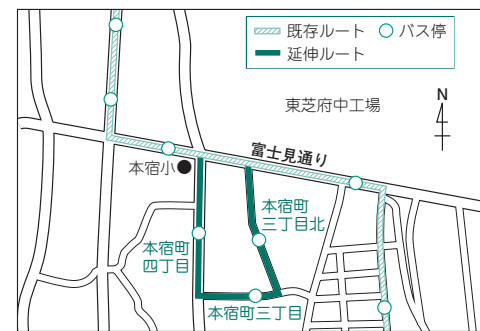 既存ルート
バス停
延伸ルート
東芝府中工場
N
富士見通り
本宿小
本宿町
三丁目北
本宿町
四丁目
本宿町三丁目